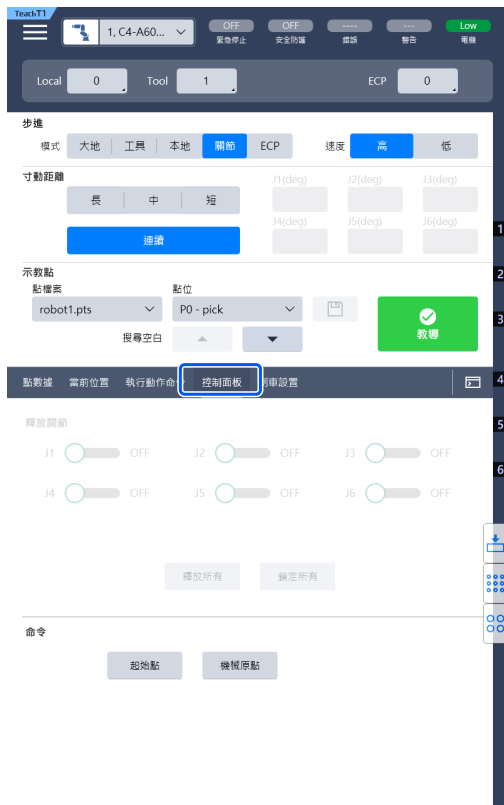 TeachT1
1, C4-A60...
OFF
緊急停止
OFF
安全防護
----
錯誤
---
警告
Low
電機
Local
0
Tool
1
ECP
0
步進
模式
大地
工具
本地
關節
ECP
速度
高
低
寸動距離
長
中
短
連續
J1(deg)
J2(deg)
J3(deg)
J4(deg)
J5(deg)
J6(deg)
示教點
點檔案
點位
robot1.pts
P0 - pick
搜尋空白
教導
點數據
當前位置
執行動作命
控制面板
車設置
釋放關節
J1
OFF
J2
OFF
J3
OFF
J4
OFF
J5
OFF
J6
OFF
釋放所有
鎖定所有
命令
起始點
機械原點
1
2
3
4
5
6